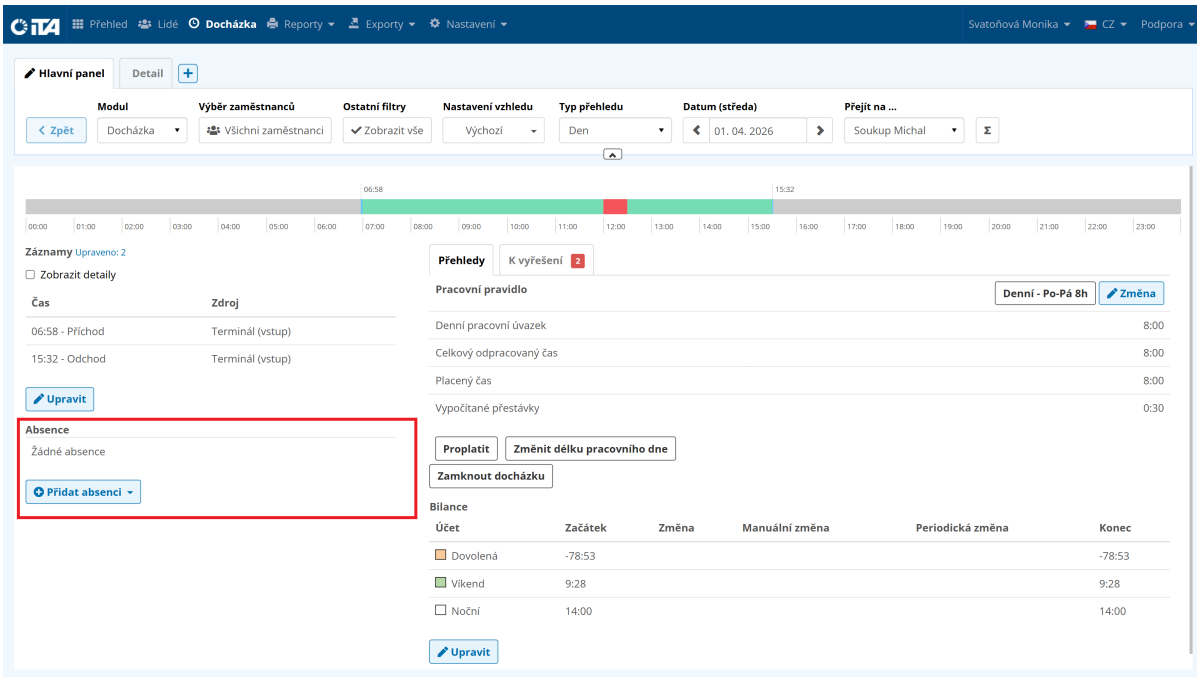 iTA Přehled Lidé Docházka Reporty Exporty Nastavení Svatoňová Monika CZ Podpora
Hlavní panel Detail
Modul Výběr zaměstnanců Ostatní filtry Nastavení vzhledu Typ přehledu Datum (středa) Přejít na ...
Zpět Docházka Všichni zaměstnanci Zobrazit vše Výchozí Den 01. 04. 2026 Soukup Michal Σ
06:58 15:32
00:00 01:00 02:00 03:00 04:00 05:00 06:00 07:00 08:00 09:00 10:00 11:00 12:00 13:00 14:00 15:00 16:00 17:00 18:00 19:00 20:00 21:00 22:00 23:00
Záznamy Upraveno: 2
Zobrazit detaily
Čas Zdroj
06:58 - Příchod Terminál (vstup)
15:32 - Odchod Terminál (vstup)
Upravit
Absence
Žádné absence
Přidat absenci
Přehledy K vyřešení 2
Pracovní pravidlo Denní - Po-Pá 8h Změna
Denní pracovní úvazek 8:00
Celkový odpracovaný čas 8:00
Placený čas 8:00
Vypočítané přestávky 0:30
Proplatit Změnit délku pracovního dne
Zamknout docházku
Bilance
Účet Začátek Změna Manuální změna Periodická změna Konec
Dovolená -78:53 -78:53
Víkend 9:28 9:28
Noční 14:00 14:00
Upravit